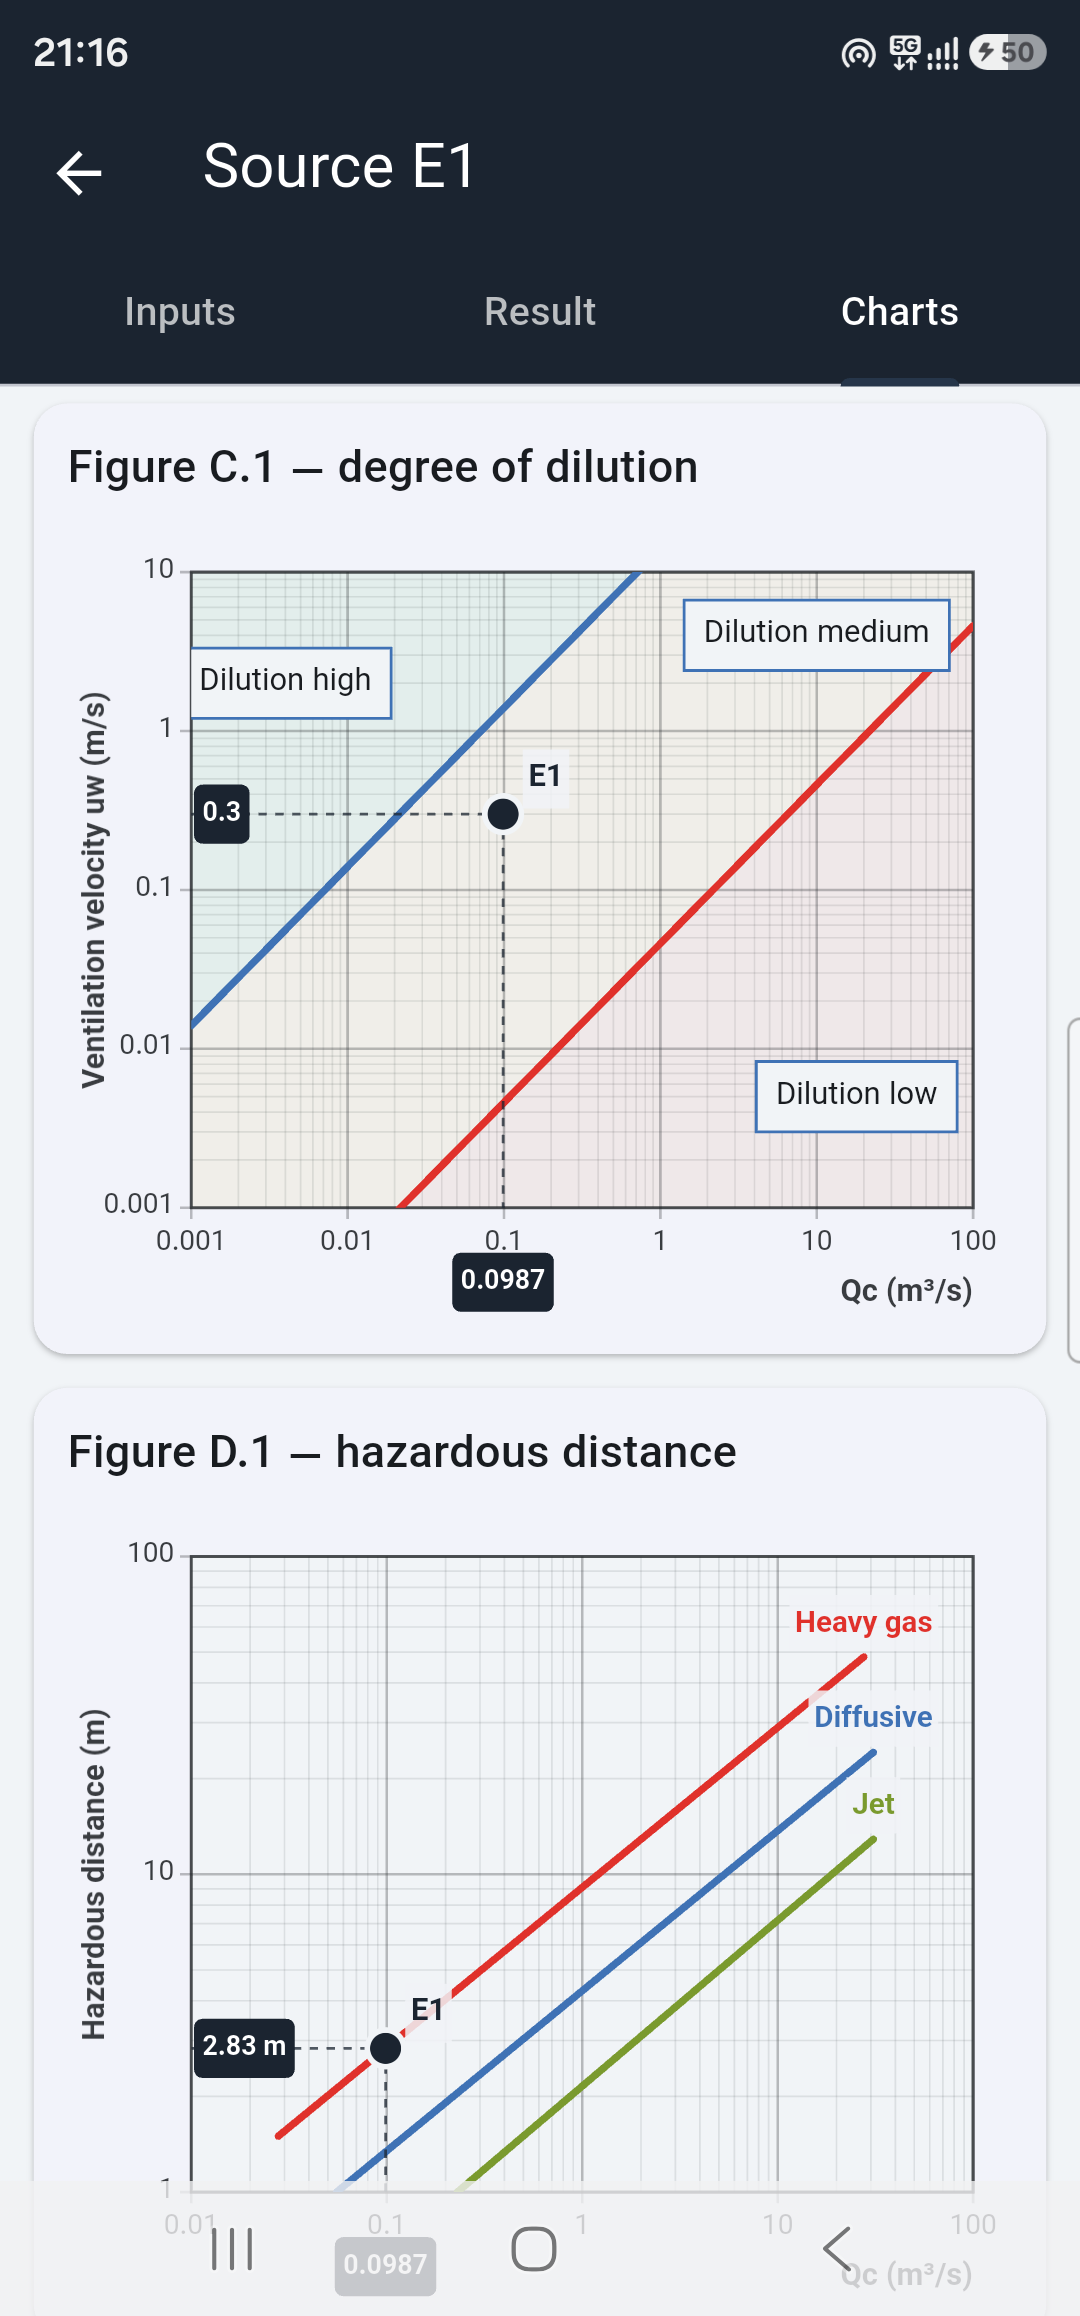 21:16
5G
50
Source E1
Inputs
Result
Charts
Figure C.1 — degree of dilution
10
1
0.1
0.01
0.001
Ventilation velocity uw (m/s)
Dilution high
Dilution medium
Dilution low
E1
0.3
0.001
0.01
0.1
1
10
100
0.0987
Qc (m³/s)
Figure D.1 — hazardous distance
100
10
1
Hazardous distance (m)
Heavy gas
Diffusive
Jet
E1
2.83 m
0.01
0.1
1
10
100
0.0987
Qc (m³/s)